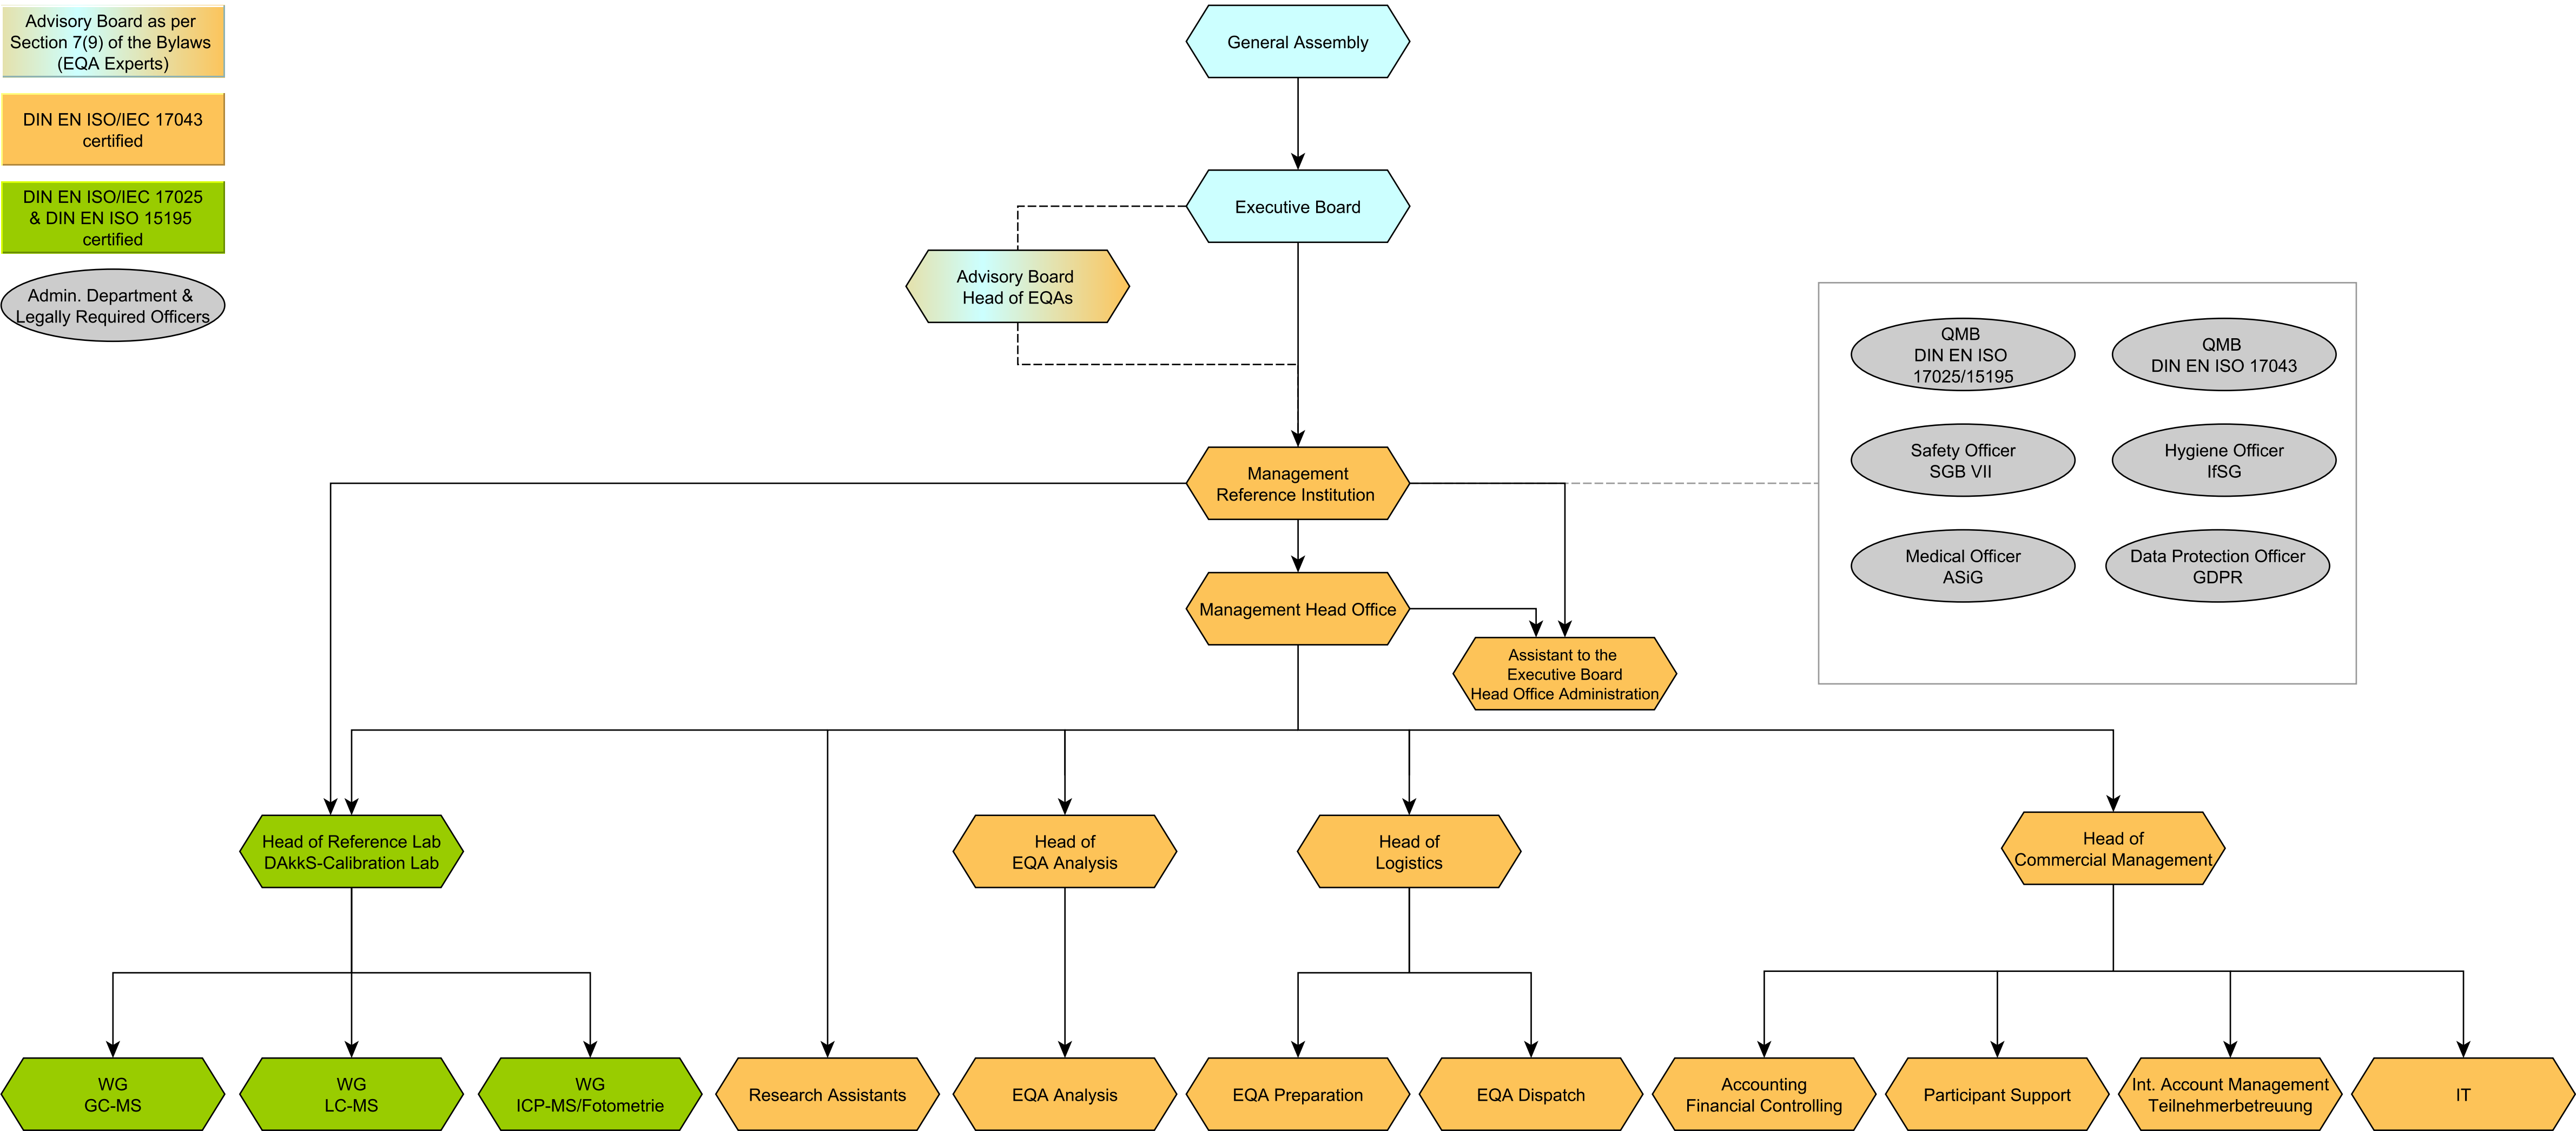 Advisory Board as per
Section 7(9) of the Bylaws
(EQA Experts)
DIN EN ISO/IEC 17043
certified
DIN EN ISO/IEC 17025
& DIN EN ISO 15195
certified
Admin. Department &
Legally Required Officers
General Assembly
Executive Board
Advisory Board
Head of EQAs
QMB
DIN EN ISO
17025/15195
QMB
DIN EN ISO 17043
Safety Officer
SGB VII
Hygiene Officer
IfSG
Medical Officer
ASiG
Data Protection Officer
GDPR
Management
Reference Institution
Management Head Office
Assistant to the
Executive Board
Head Office Administration
Head of Reference Lab
DAkkS-Calibration Lab
Head of
EQA Analysis
Head of
Logistics
Head of
Commercial Management
WG
GC-MS
WG
LC-MS
WG
ICP-MS/Fotometrie
Research Assistants
EQA Analysis
EQA Preparation
EQA Dispatch
Accounting
Financial Controlling
Participant Support
Int. Account Management
Teilnehmerbetreuung
IT